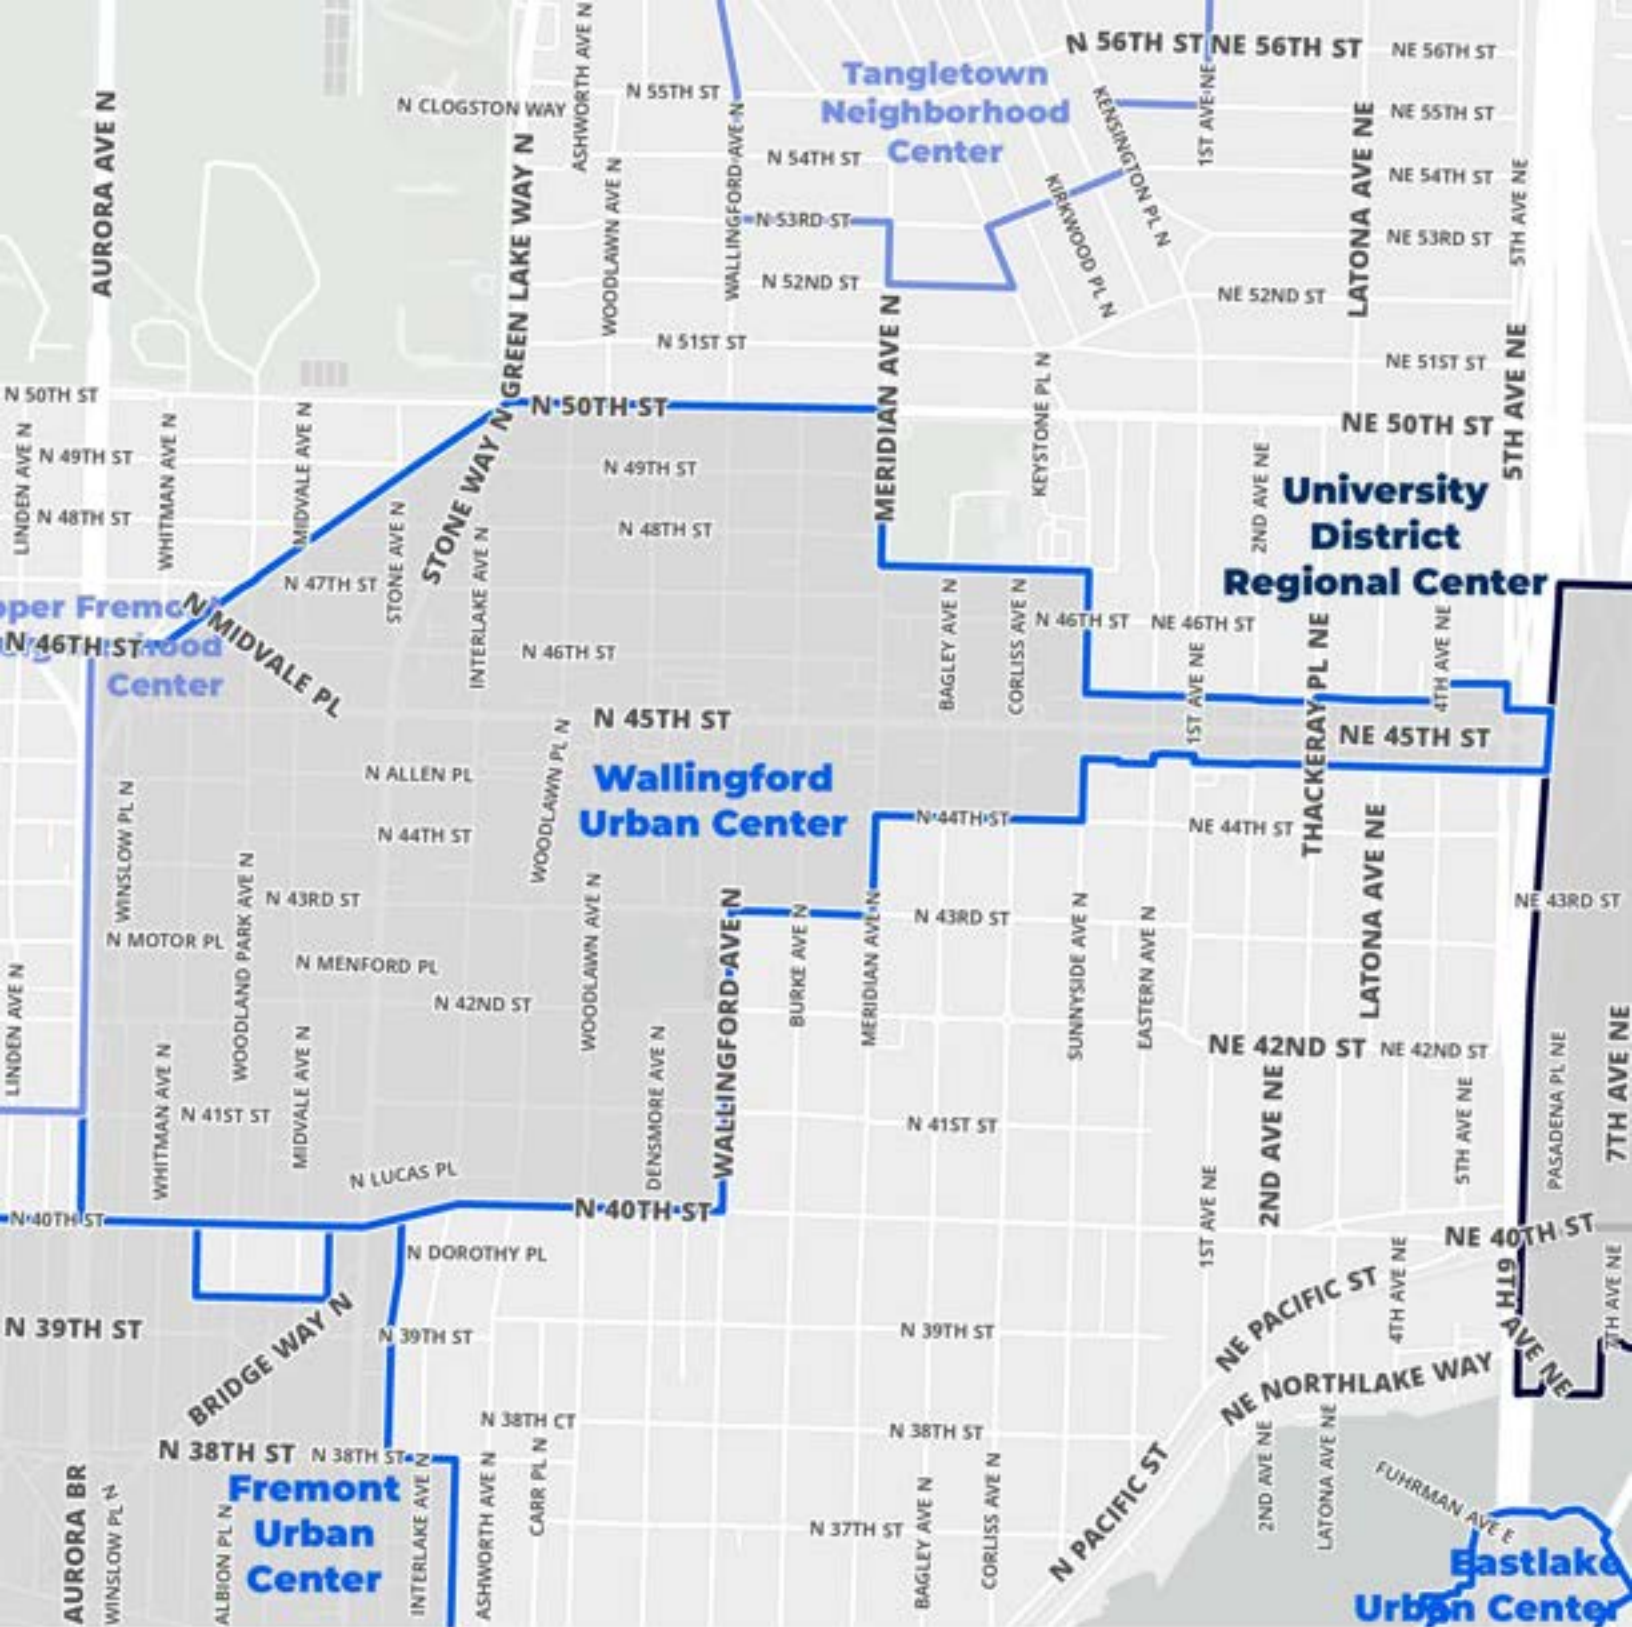 N 56TH ST
NE 56TH ST
NE 56TH ST
ASHWORTH AVE N
N 55TH ST
N CLOGSTON WAY
Tangletown
Neighborhood
Center
KENSINGTON PL N
1ST AVE NE
NE 55TH ST
AURORA AVE N
GREEN LAKE WAY N
WOODLAWN AVE N
WALLINGFORD AVE N
N 54TH ST
KIRKWOOD PL N
LATONA AVE NE
NE 54TH ST
5TH AVE NE
N 53RD ST
NE 53RD ST
N 52ND ST
NE 52ND ST
N 51ST ST
NE 51ST ST
N 50TH ST
N 50TH ST
MERIDIAN AVE N
KEYSTONE PL N
NE 50TH ST
5TH AVE NE
LINDEN AVE N
N 49TH ST
WHITMAN AVE N
MIDVALE AVE N
STONE WAY N
N 49TH ST
2ND AVE NE
University
District
Regional Center
N 48TH ST
STONE AVE N
INTERLAKE AVE N
N 48TH ST
N 47TH ST
Center
N 46TH ST
N MIDVALE PL
N 46TH ST
BAGLEY AVE N
CORLISS AVE N
N 46TH ST
NE 46TH ST
1ST AVE NE
THACKERAY PL NE
4TH AVE NE
N 45TH ST
NE 45TH ST
N ALLEN PL
WOODLAWN PL N
Wallingford
Urban Center
WINSLOW PL N
N 44TH ST
N 44TH ST
NE 44TH ST
LATONA AVE NE
WOODLAND PARK AVE N
N 43RD ST
WOODLAWN AVE N
WALLINGFORD AVE N
BURKE AVE N
MERIDIAN AVE N
N 43RD ST
SUNNYSIDE AVE N
EASTERN AVE N
NE 43RD ST
N MOTOR PL
N MENFORD PL
LINDEN AVE N
N 42ND ST
NE 42ND ST
NE 42ND ST
WHITMAN AVE N
MIDVALE AVE N
DENSMORE AVE N
2ND AVE NE
5TH AVE NE
PASADENA PL NE
7TH AVE NE
N 41ST ST
N 41ST ST
N LUCAS PL
1ST AVE NE
N 40TH ST
N 40TH ST
NE 40TH ST
N DOROTHY PL
NE PACIFIC ST
4TH AVE NE
6TH AVE NE
7TH AVE NE
N 39TH ST
BRIDGE WAY N
N 39TH ST
N 39TH ST
NE NORTHLAKE WAY
N 38TH CT
N 38TH ST
N 38TH ST
N 38TH ST
2ND AVE NE
LATONA AVE NE
Fremont
Urban
Center
AURORA BR
WINSLOW PL N
ALBION PL N
INTERLAKE AVE N
ASHWORTH AVE N
CARR PL N
N 37TH ST
BAGLEY AVE N
CORLISS AVE N
N PACIFIC ST
FUHRMAN AVE E
Eastlake
Urban Center